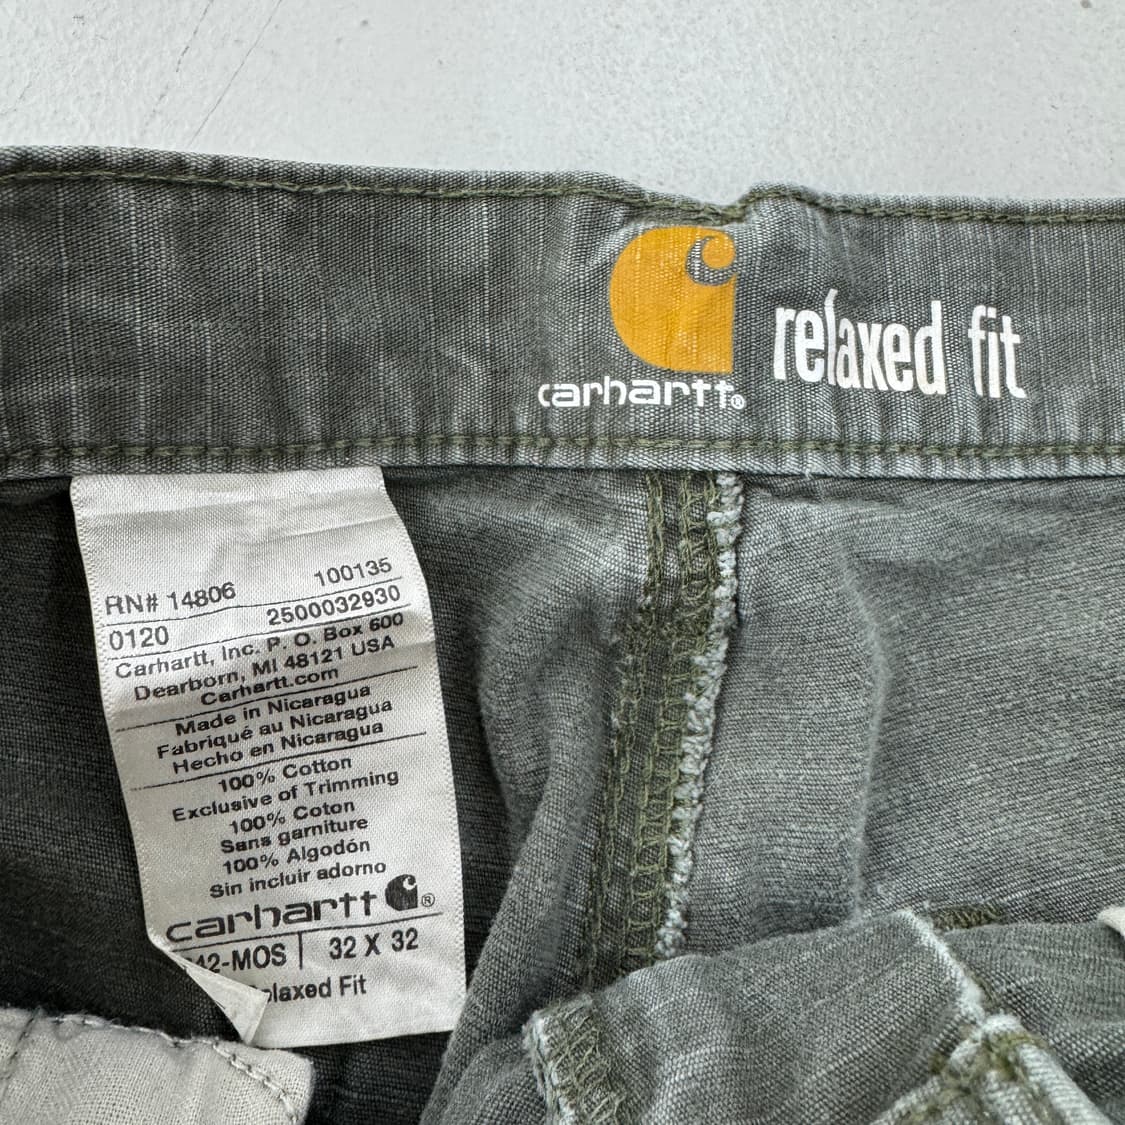 carhartt®
relaxed fit
RN# 14806 100135
0120 2500032930
Carhartt, Inc. P. O. Box 600
Dearborn, MI 48121 USA
Carhartt.com
Made in Nicaragua
Fabriqué au Nicaragua
Hecho en Nicaragua
100% Cotton
Exclusive of Trimming
100% Coton
Sans garniture
100% Algodón
Sin incluir adorno
carhartt ®
42-MOS 32 X 32
laxed Fit